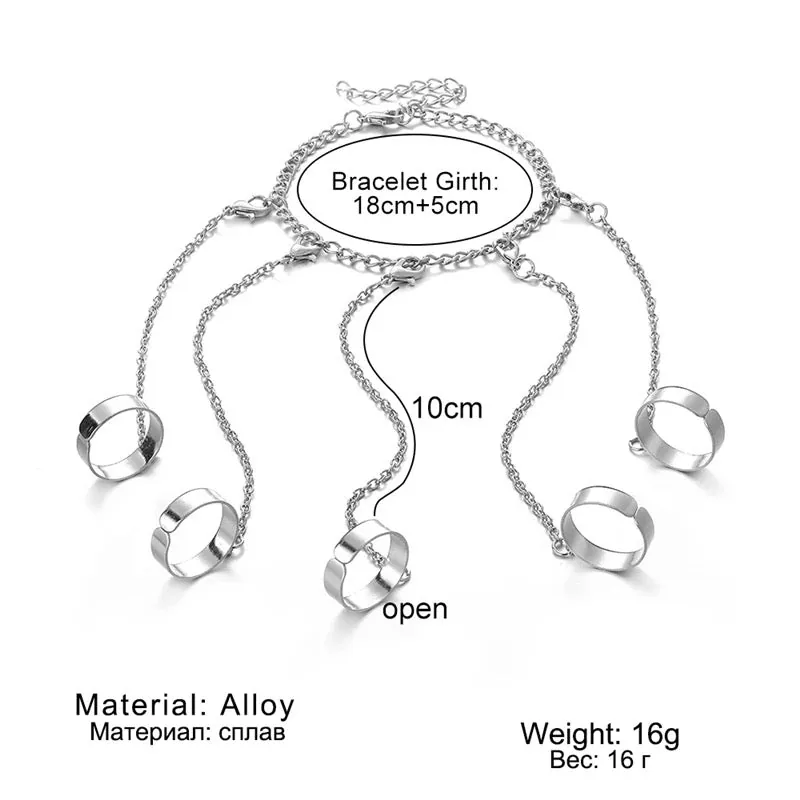 Bracelet Girth:
18cm+5cm
10cm
open
Material: Alloy
Материал: сплав
Weight: 16g
Вес: 16 г